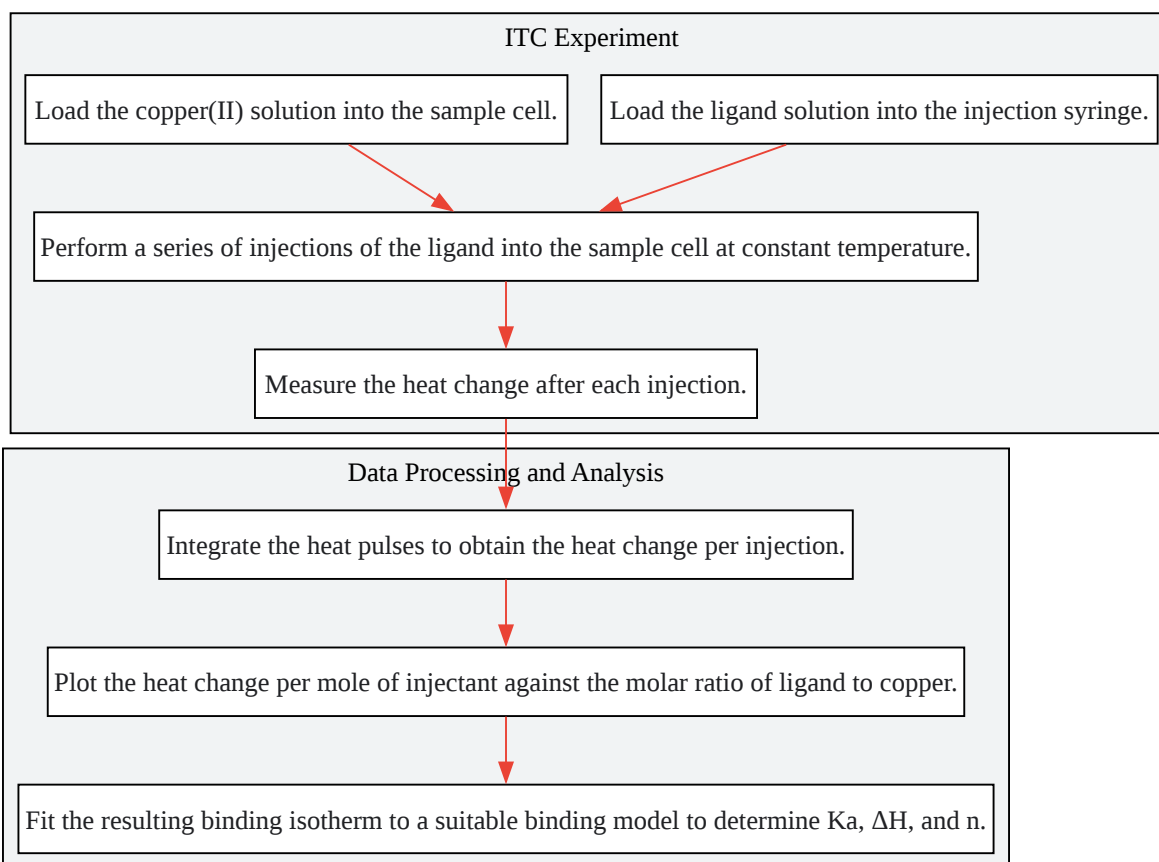 ITC Experiment
Load the copper(II) solution into the sample cell.
Load the ligand solution into the injection syringe.
Perform a series of injections of the ligand into the sample cell at constant temperature.
Measure the heat change after each injection.
Data Processing and Analysis
Integrate the heat pulses to obtain the heat change per injection.
Plot the heat change per mole of injectant against the molar ratio of ligand to copper.
Fit the resulting binding isotherm to a suitable binding model to determine Ka, ΔH, and n.